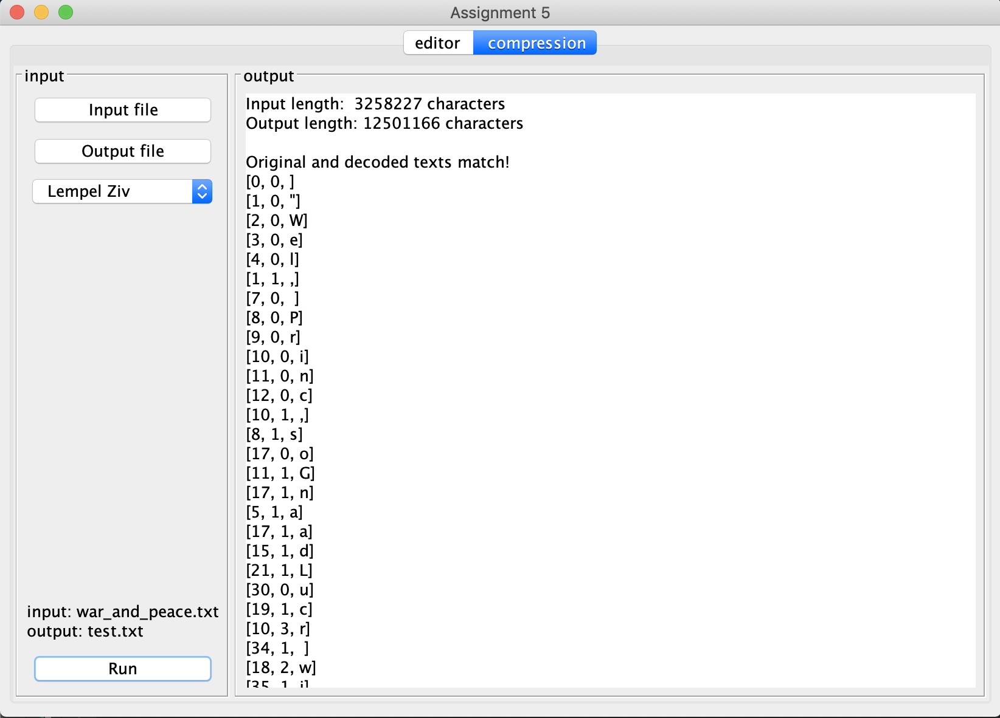 Assignment 5
editor compression
input
Input file
Output file
Lempel Ziv
input: war_and_peace.txt
output: test.txt
Run
output
Input length:  3258227 characters
Output length: 12501166 characters
Original and decoded texts match!
[0, 0, ]
[1, 0, "]
[2, 0, W]
[3, 0, e]
[4, 0, l]
[1, 1, ,]
[7, 0,  ]
[8, 0, P]
[9, 0, r]
[10, 0, i]
[11, 0, n]
[12, 0, c]
[10, 1, ,]
[8, 1, s]
[17, 0, o]
[11, 1, G]
[17, 1, n]
[5, 1, a]
[17, 1, a]
[15, 1, d]
[21, 1, L]
[30, 0, u]
[19, 1, c]
[10, 3, r]
[34, 1,  ]
[18, 2, w]